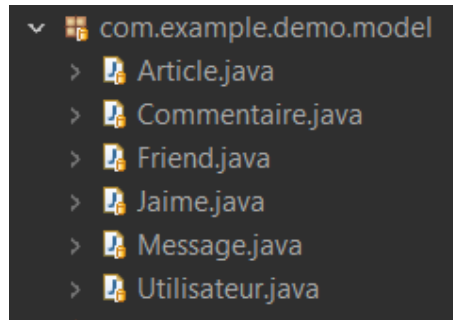 com.example.demo.model
Article.java
Commentaire.java
Friend.java
Jaime.java
Message.java
Utilisateur.java